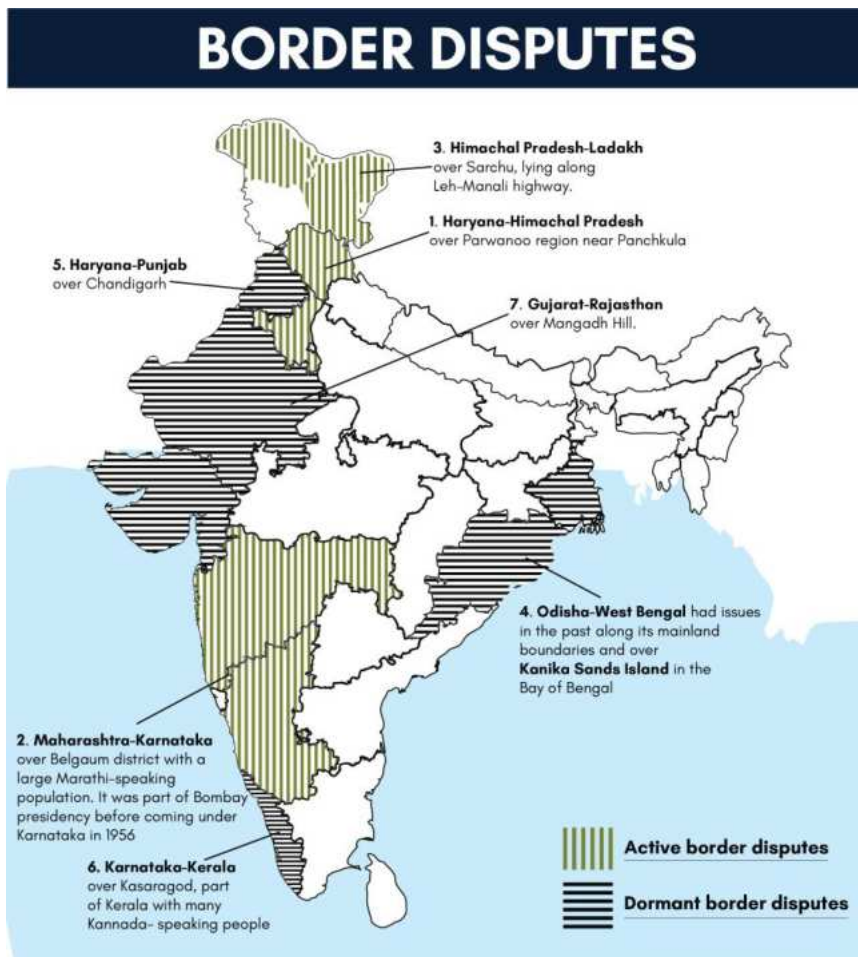 BORDER DISPUTES
3. Himachal Pradesh-Ladakh
over Sarchu, lying along
Leh-Manali highway.
1. Haryana-Himachal Pradesh
over Parwanoo region near Panchkula
5. Haryana-Punjab
over Chandigarh
7. Gujarat-Rajasthan
over Mangadh Hill.
4. Odisha-West Bengal had issues
in the past along its mainland
boundaries and over
Kanika Sands Island in the
Bay of Bengal
2. Maharashtra-Karnataka
over Belgaum district with a
large Marathi-speaking
population. It was part of Bombay
presidency before coming under
Karnataka in 1956
6. Karnataka-Kerala
over Kasaragod, part
of Kerala with many
Kannada- speaking people
Active border disputes
Dormant border disputes